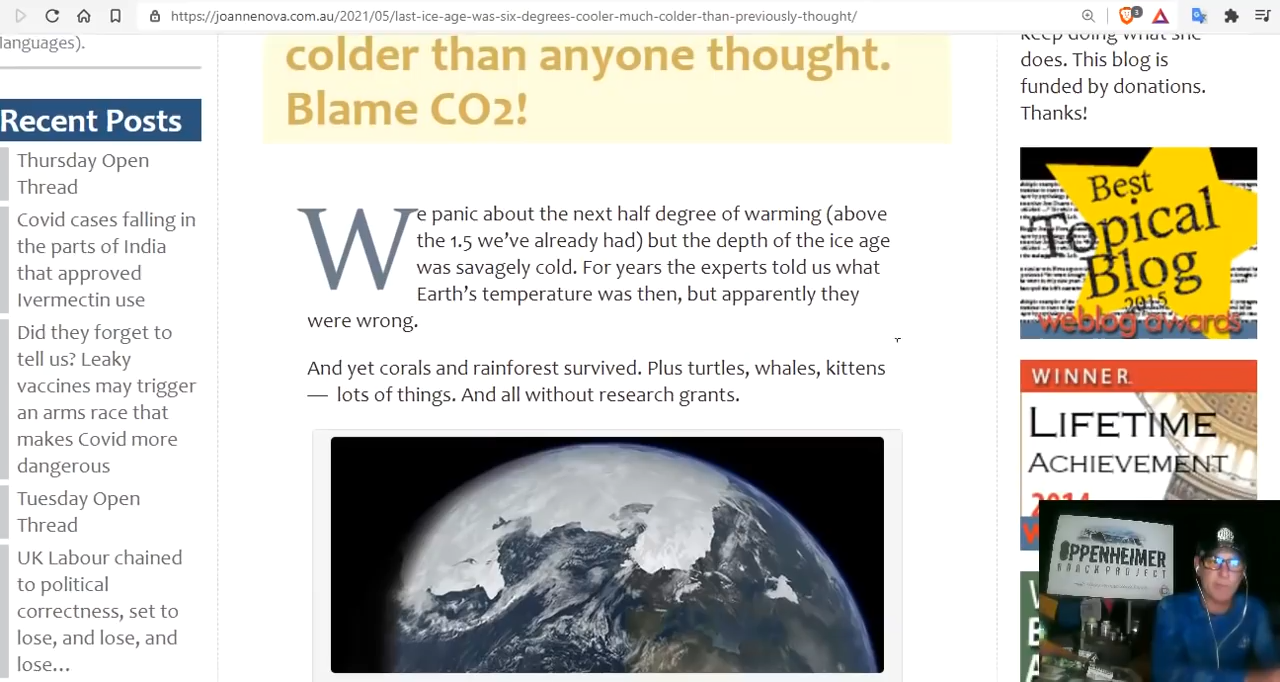 https://joannenova.com.au/2021/05/last-ice-age-was-six-degrees-cooler-much-colder-than-previously-thought/
3
languages).
Recent Posts
Thursday Open
Thread
Covid cases falling in
the parts of India
that approved
Ivermectin use
Did they forget to
tell us? Leaky
vaccines may trigger
an arms race that
makes Covid more
dangerous
Tuesday Open
Thread
UK Labour chained
to political
correctness, set to
lose, and lose, and
lose…
colder than anyone thought.
Blame CO2!
We panic about the next half degree of warming (above
the 1.5 we’ve already had) but the depth of the ice age
was savagely cold. For years the experts told us what
Earth’s temperature was then, but apparently they
were wrong.
And yet corals and rainforest survived. Plus turtles, whales, kittens
— lots of things. And all without research grants.
keep doing what she
does. This blog is
funded by donations.
Thanks!
Best
Topical
Blog
2015
weblog awards
WINNER
LIFETIME
ACHIEVEMENT
2014
OPPENHEIMER
RANCH PROJECT